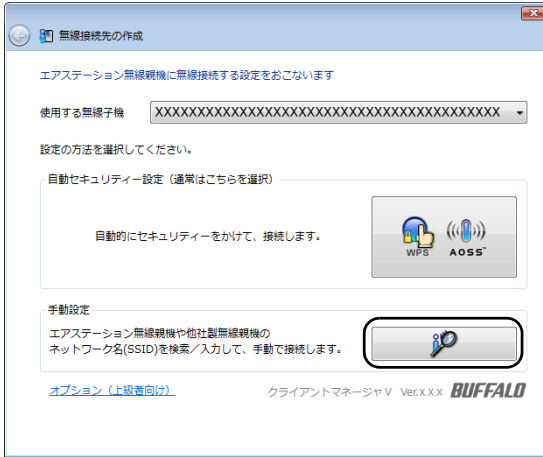 無線接続先の作成
エアステーション無線親機に無線接続する設定をおこないます
使用する無線子機 XXXXXXXXXXXXXXXXXXXXXXXXXXXXXXXXXXXXXXXXX
設定の方法を選択してください。
自動セキュリティー設定（通常はこちらを選択）
自動的にセキュリティーをかけて、接続します。
WPS AOSS™
手動設定
エアステーション無線親機や他社製無線親機の
ネットワーク名(SSID)を検索／入力して、手動で接続します。
オプション（上級者向け）
クライアントマネージャV Ver.X.X.X BUFFALO